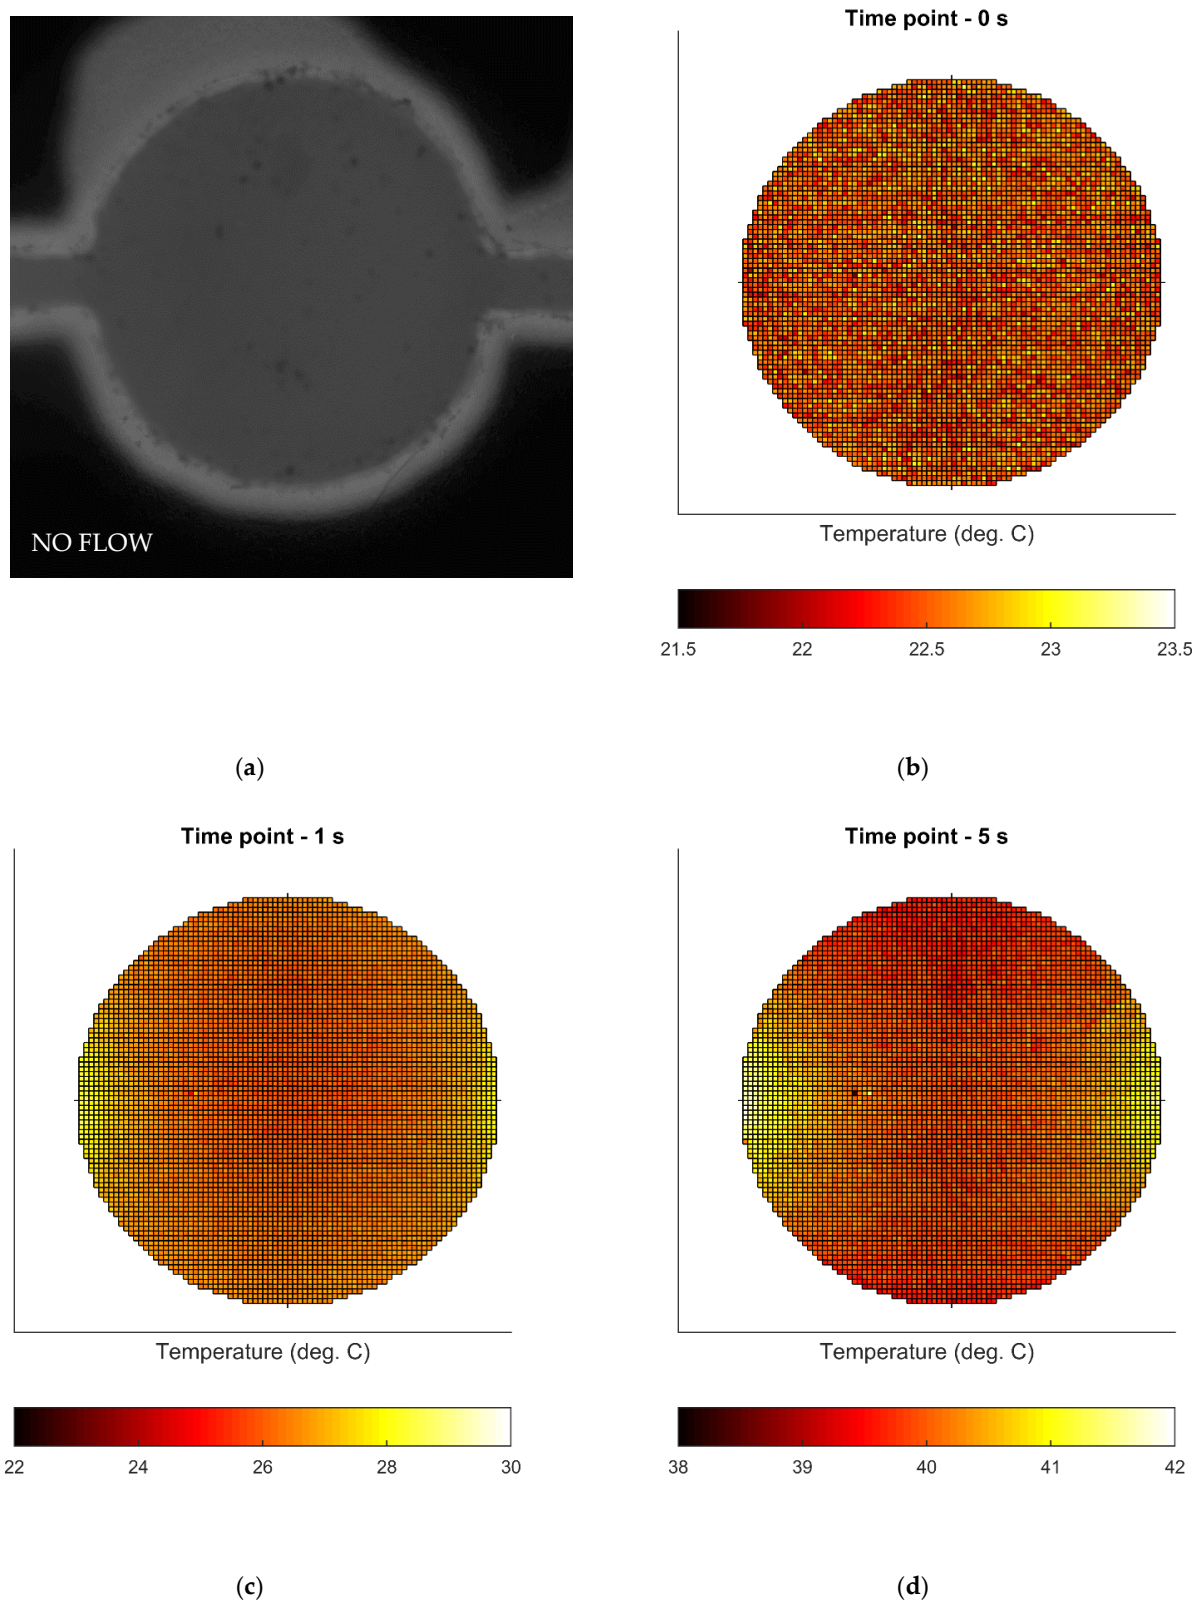 Time point - 0 s
NO FLOW
Temperature (deg. C)
21.5 22 22.5 23 23.5
(a)
(b)
Time point - 1 s
Time point - 5 s
Temperature (deg. C)
Temperature (deg. C)
22 24 26 28 30
38 39 40 41 42
(c)
(d)